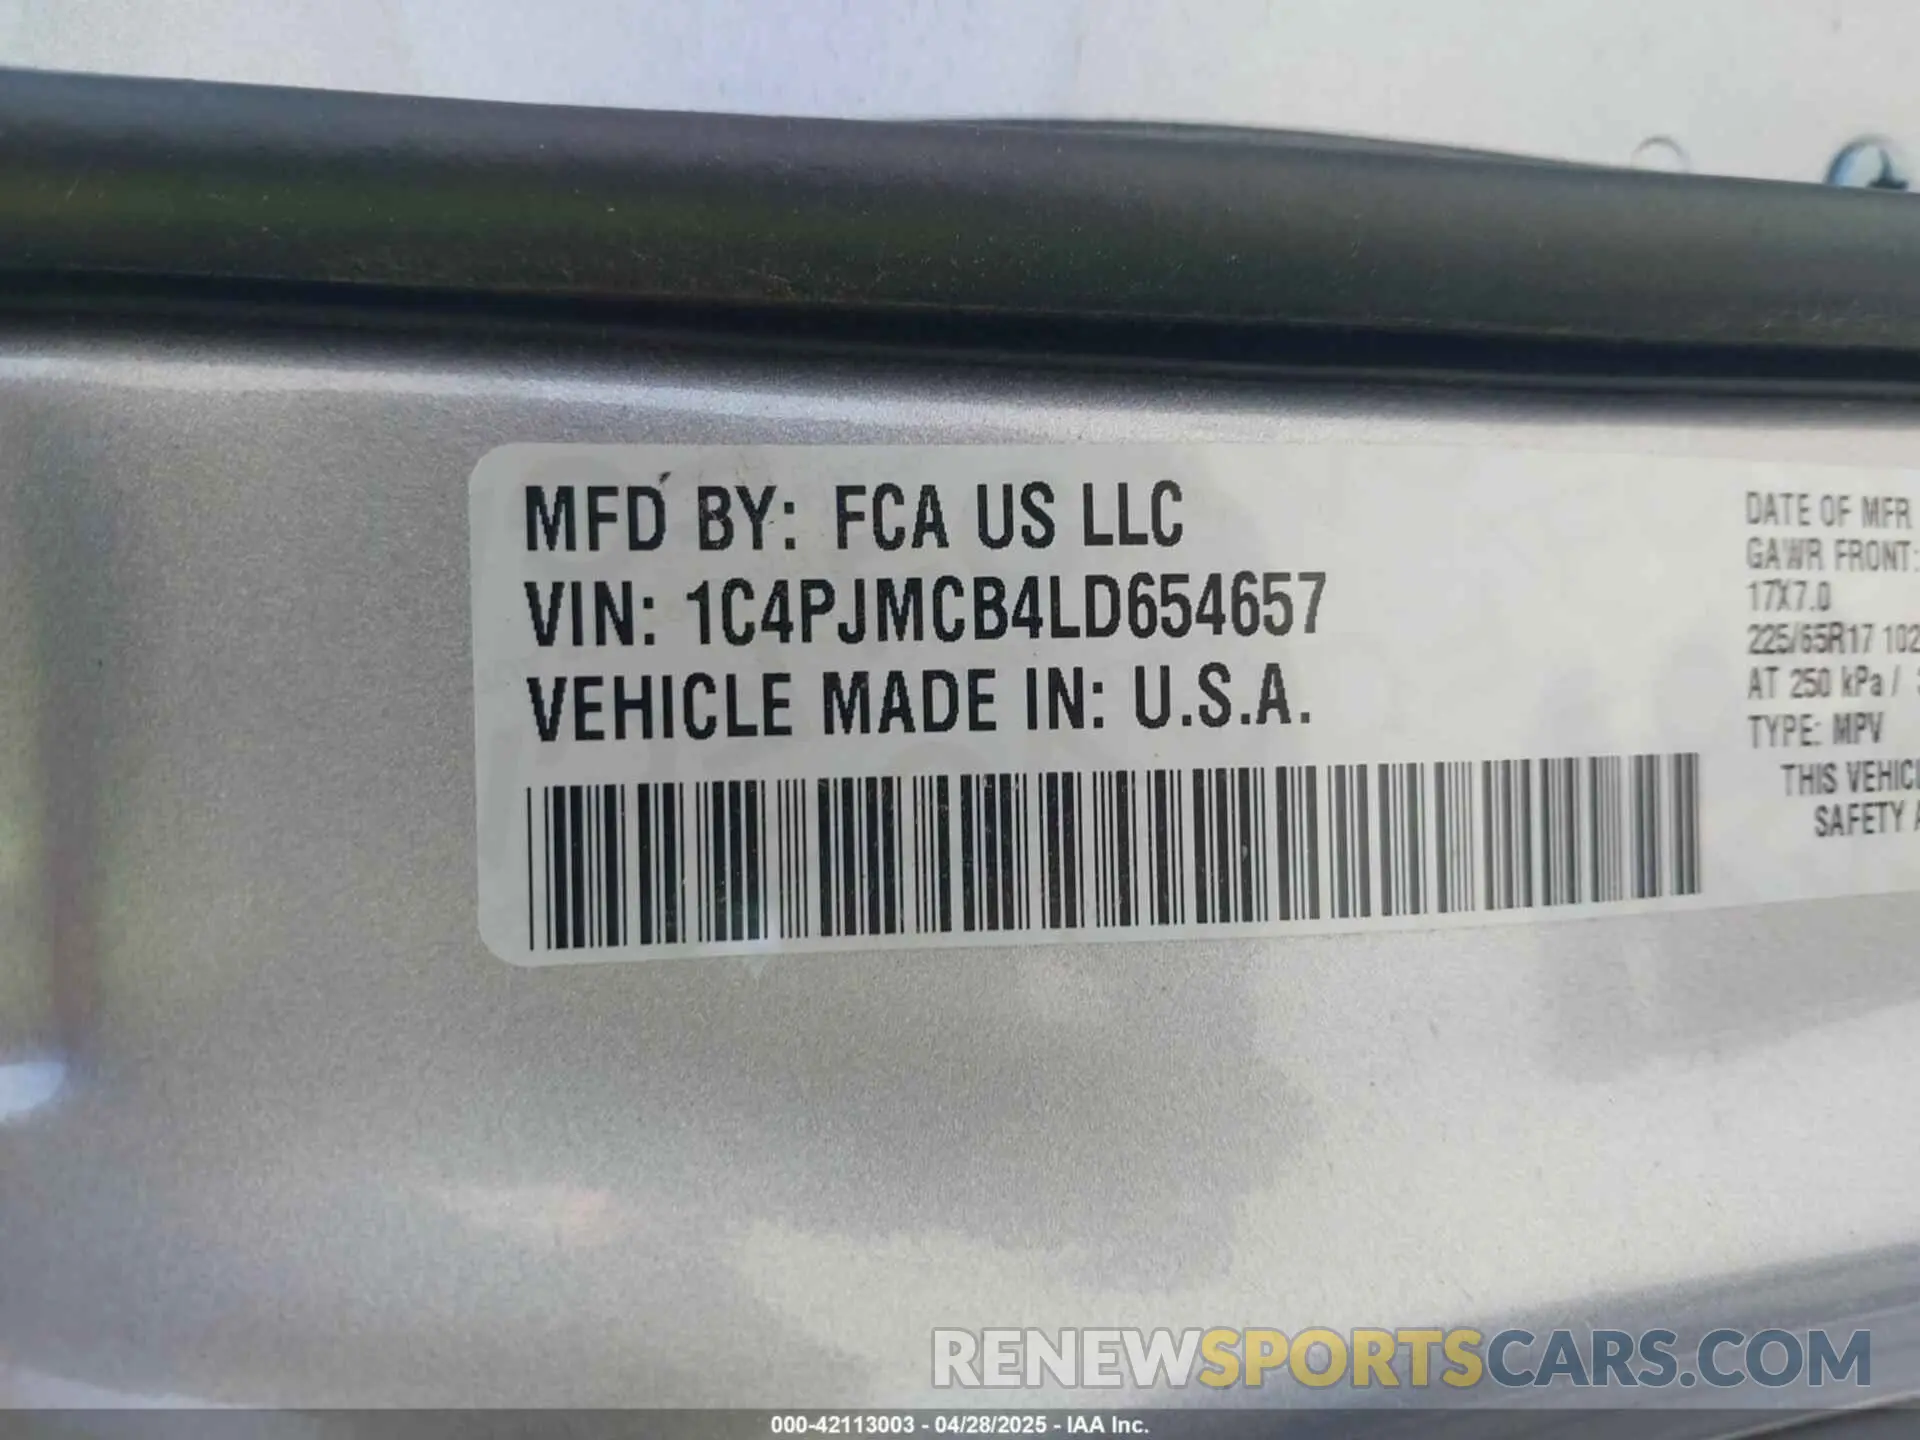 MFD BY: FCA US LLC
VIN: 1C4PJMCB4LD654657
VEHICLE MADE IN: U.S.A.
DATE OF MFR
GAWR FRONT:
17X7.0
225/65R17 102
AT 250 kPa /
TYPE: MPV
THIS VEHICL
SAFETY A
RENEWSPORTSCARS.COM
000-42113003 - 04/28/2025 - IAA Inc.